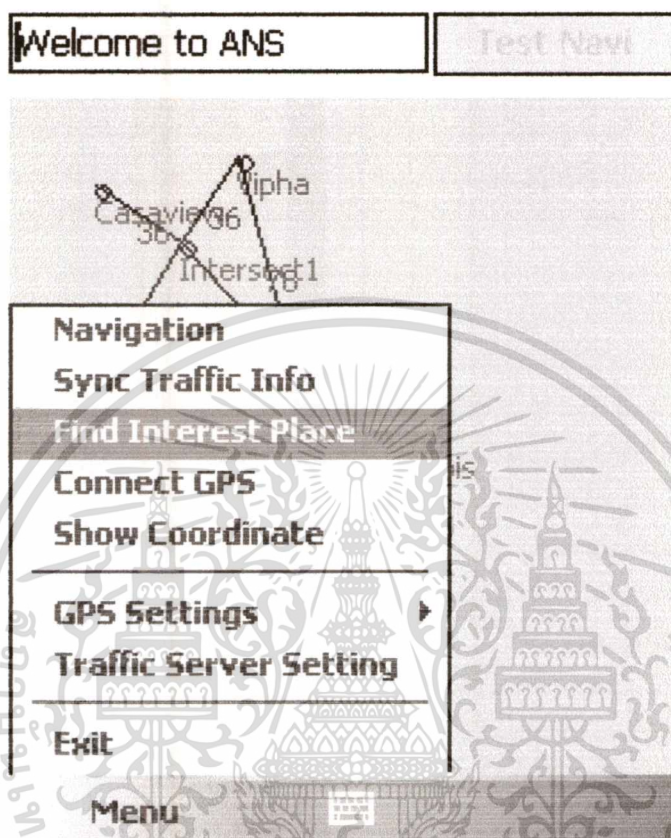 Welcome to ANS
Test Navi
Vipha
Casaview
36
36
Intersect1
78
Navigation
Sync Traffic Info
Find Interest Place
Connect GPS
Show Coordinate
GPS Settings
Traffic Server Setting
Exit
Menu